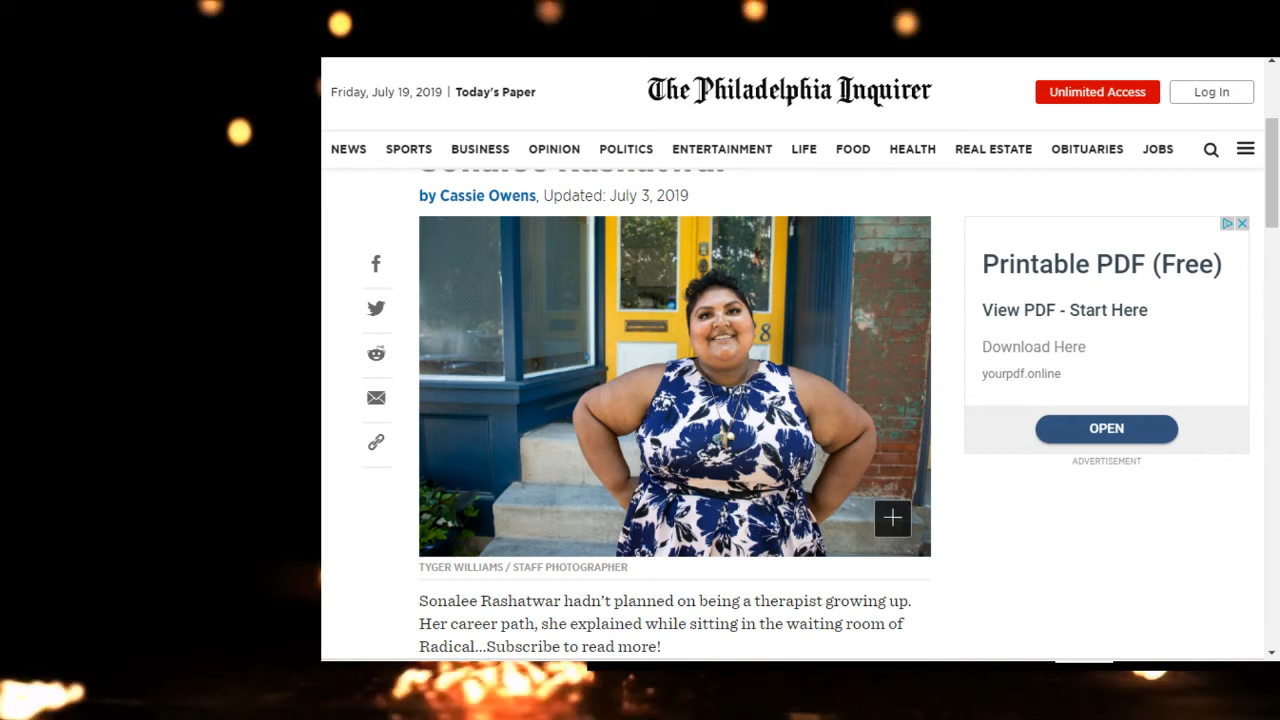 Friday, July 19, 2019 | Today's Paper
The Philadelphia Inquirer
Unlimited Access
Log In
NEWS SPORTS BUSINESS OPINION POLITICS ENTERTAINMENT LIFE FOOD HEALTH REAL ESTATE OBITUARIES JOBS
Sonalee Rashatwar
by Cassie Owens, Updated: July 3, 2019
8
TYGER WILLIAMS / STAFF PHOTOGRAPHER
Sonalee Rashatwar hadn't planned on being a therapist growing up.
Her career path, she explained while sitting in the waiting room of
Radical...Subscribe to read more!
Printable PDF (Free)
View PDF - Start Here
Download Here
yourpdf.online
OPEN
ADVERTISEMENT